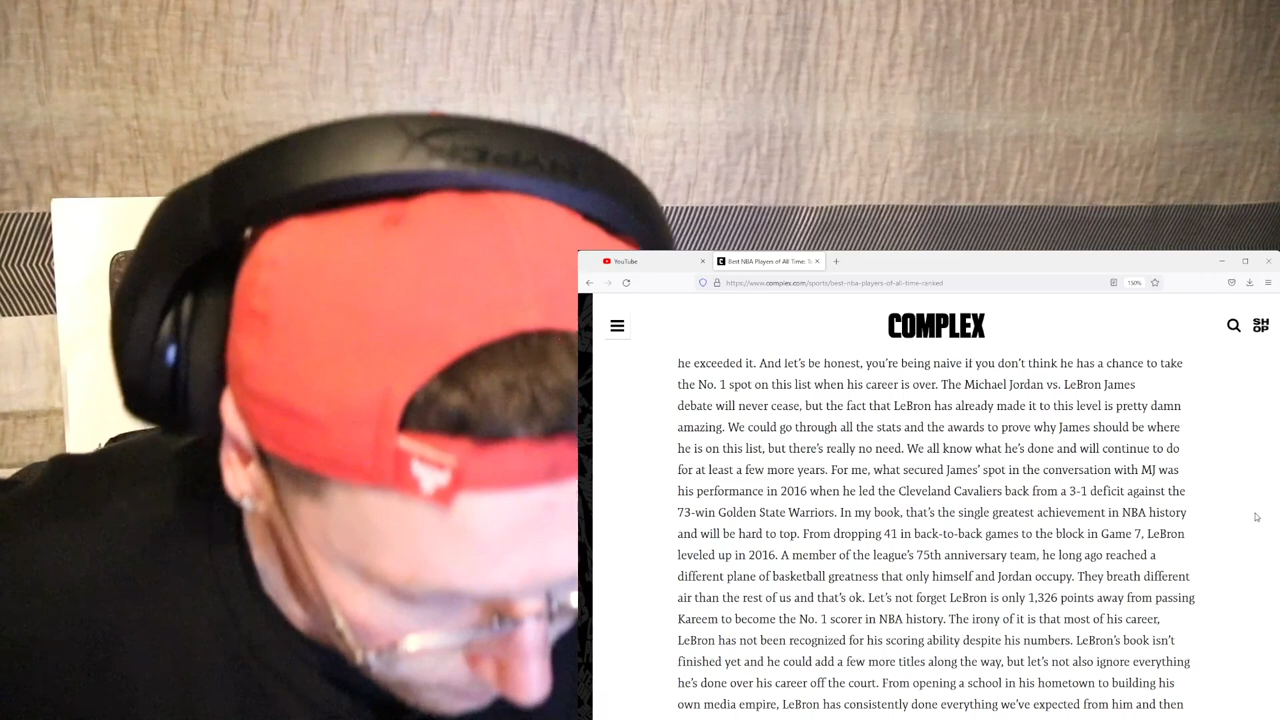 HYPERX
YouTube
Best NBA Players of All Time: To
https://www.complex.com/sports/best-nba-players-of-all-time-ranked
150%
COMPLEX
SH
OP
he exceeded it. And let's be honest, you're being naive if you don't think he has a chance to take
the No. 1 spot on this list when his career is over. The Michael Jordan vs. LeBron James
debate will never cease, but the fact that LeBron has already made it to this level is pretty damn
amazing. We could go through all the stats and the awards to prove why James should be where
he is on this list, but there's really no need. We all know what he's done and will continue to do
for at least a few more years. For me, what secured James' spot in the conversation with MJ was
his performance in 2016 when he led the Cleveland Cavaliers back from a 3-1 deficit against the
73-win Golden State Warriors. In my book, that's the single greatest achievement in NBA history
and will be hard to top. From dropping 41 in back-to-back games to the block in Game 7, LeBron
leveled up in 2016. A member of the league's 75th anniversary team, he long ago reached a
different plane of basketball greatness that only himself and Jordan occupy. They breath different
air than the rest of us and that's ok. Let's not forget LeBron is only 1,326 points away from passing
Kareem to become the No. 1 scorer in NBA history. The irony of it is that most of his career,
LeBron has not been recognized for his scoring ability despite his numbers. LeBron's book isn't
finished yet and he could add a few more titles along the way, but let's not also ignore everything
he's done over his career off the court. From opening a school in his hometown to building his
own media empire, LeBron has consistently done everything we've expected from him and then